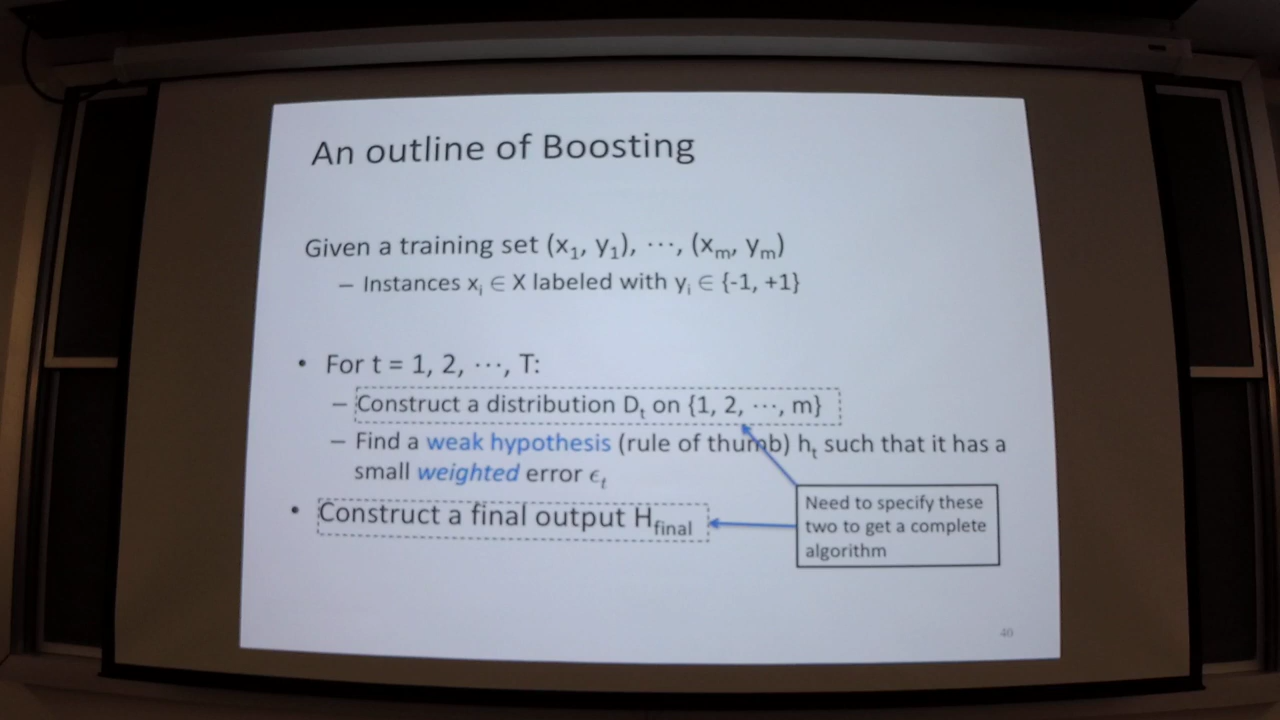 An outline of Boosting
Given a training set (x₁, y₁), ⋯, (xₘ, yₘ)
– Instances xᵢ ∈ X labeled with yᵢ ∈ {-1, +1}
• For t = 1, 2, ⋯, T:
– Construct a distribution Dₜ on {1, 2, ⋯, m}
– Find a weak hypothesis (rule of thumb) hₜ such that it has a
small weighted error ϵₜ
• Construct a final output H_final
Need to specify these
two to get a complete
algorithm
40